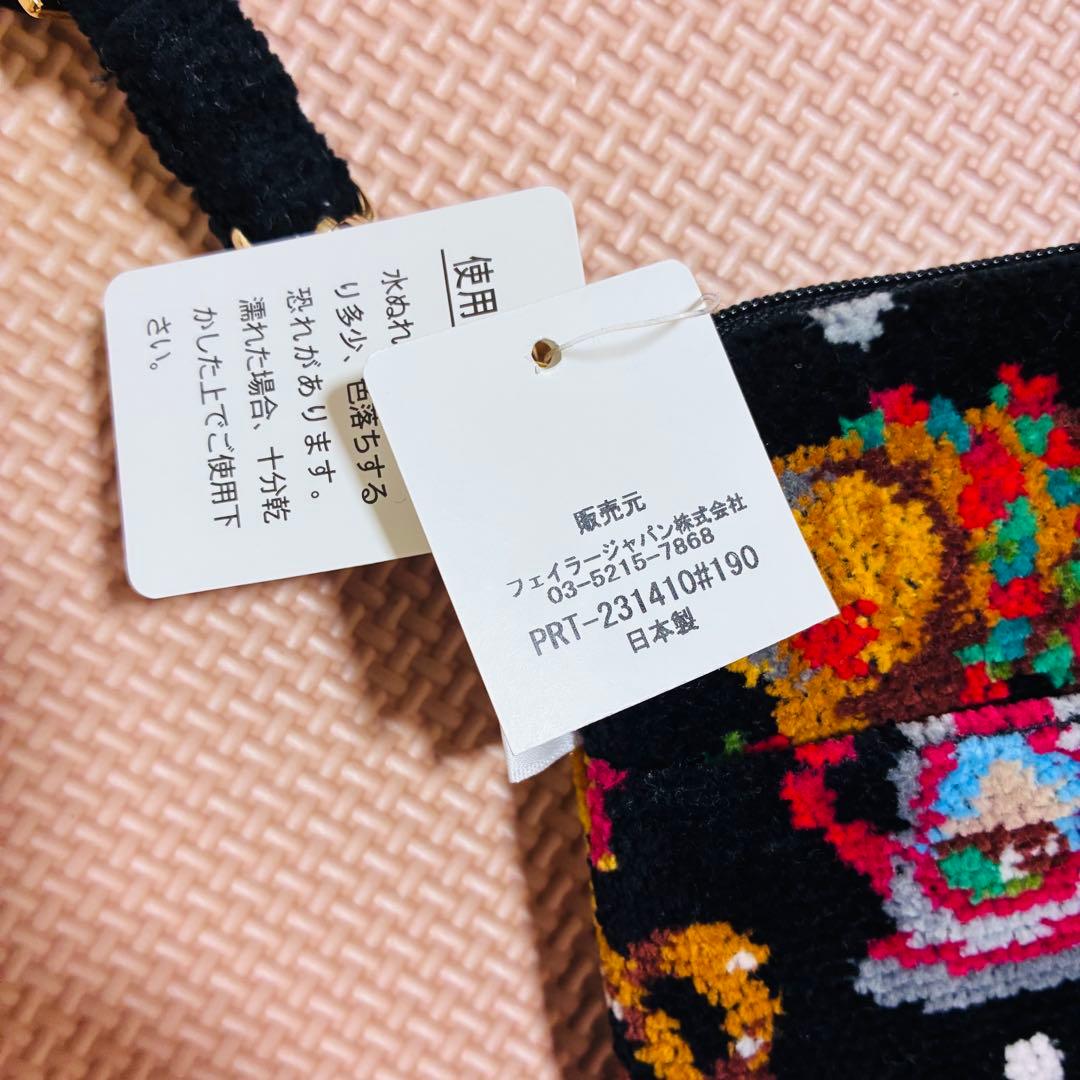 使用
水ぬれ
り多少、色落ちする
恐れがあります。
濡れた場合、十分乾
かした上でご使用下
さい。
販売元
フェイラージャパン株式会社
03-5215-7868
PRT-231410#190
日本製